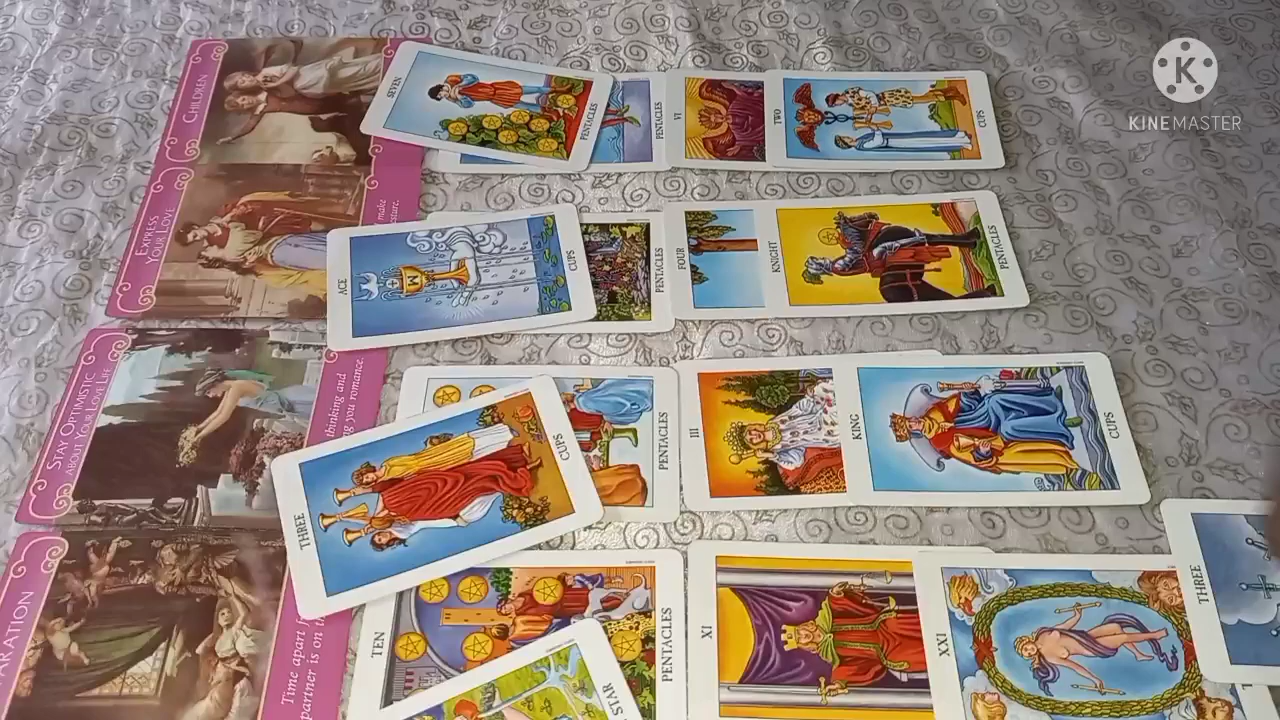 KINEMASTER
CHILDREN
EXPRESS
YOUR LOVE
make
STAY OPTIMISTIC
ABOUT YOUR LOVE LIFE
thinking and
you romance.
Time apart
partner is on
SEVEN
PENTACLES
PENTACLES
VI
TWO
CUPS
ACE
CUPS
PENTACLES
FOUR
KNIGHT
PENTACLES
THREE
CUPS
PENTACLES
III
KING
CUPS
TEN
PENTACLES
STAR
XI
XXI
THREE